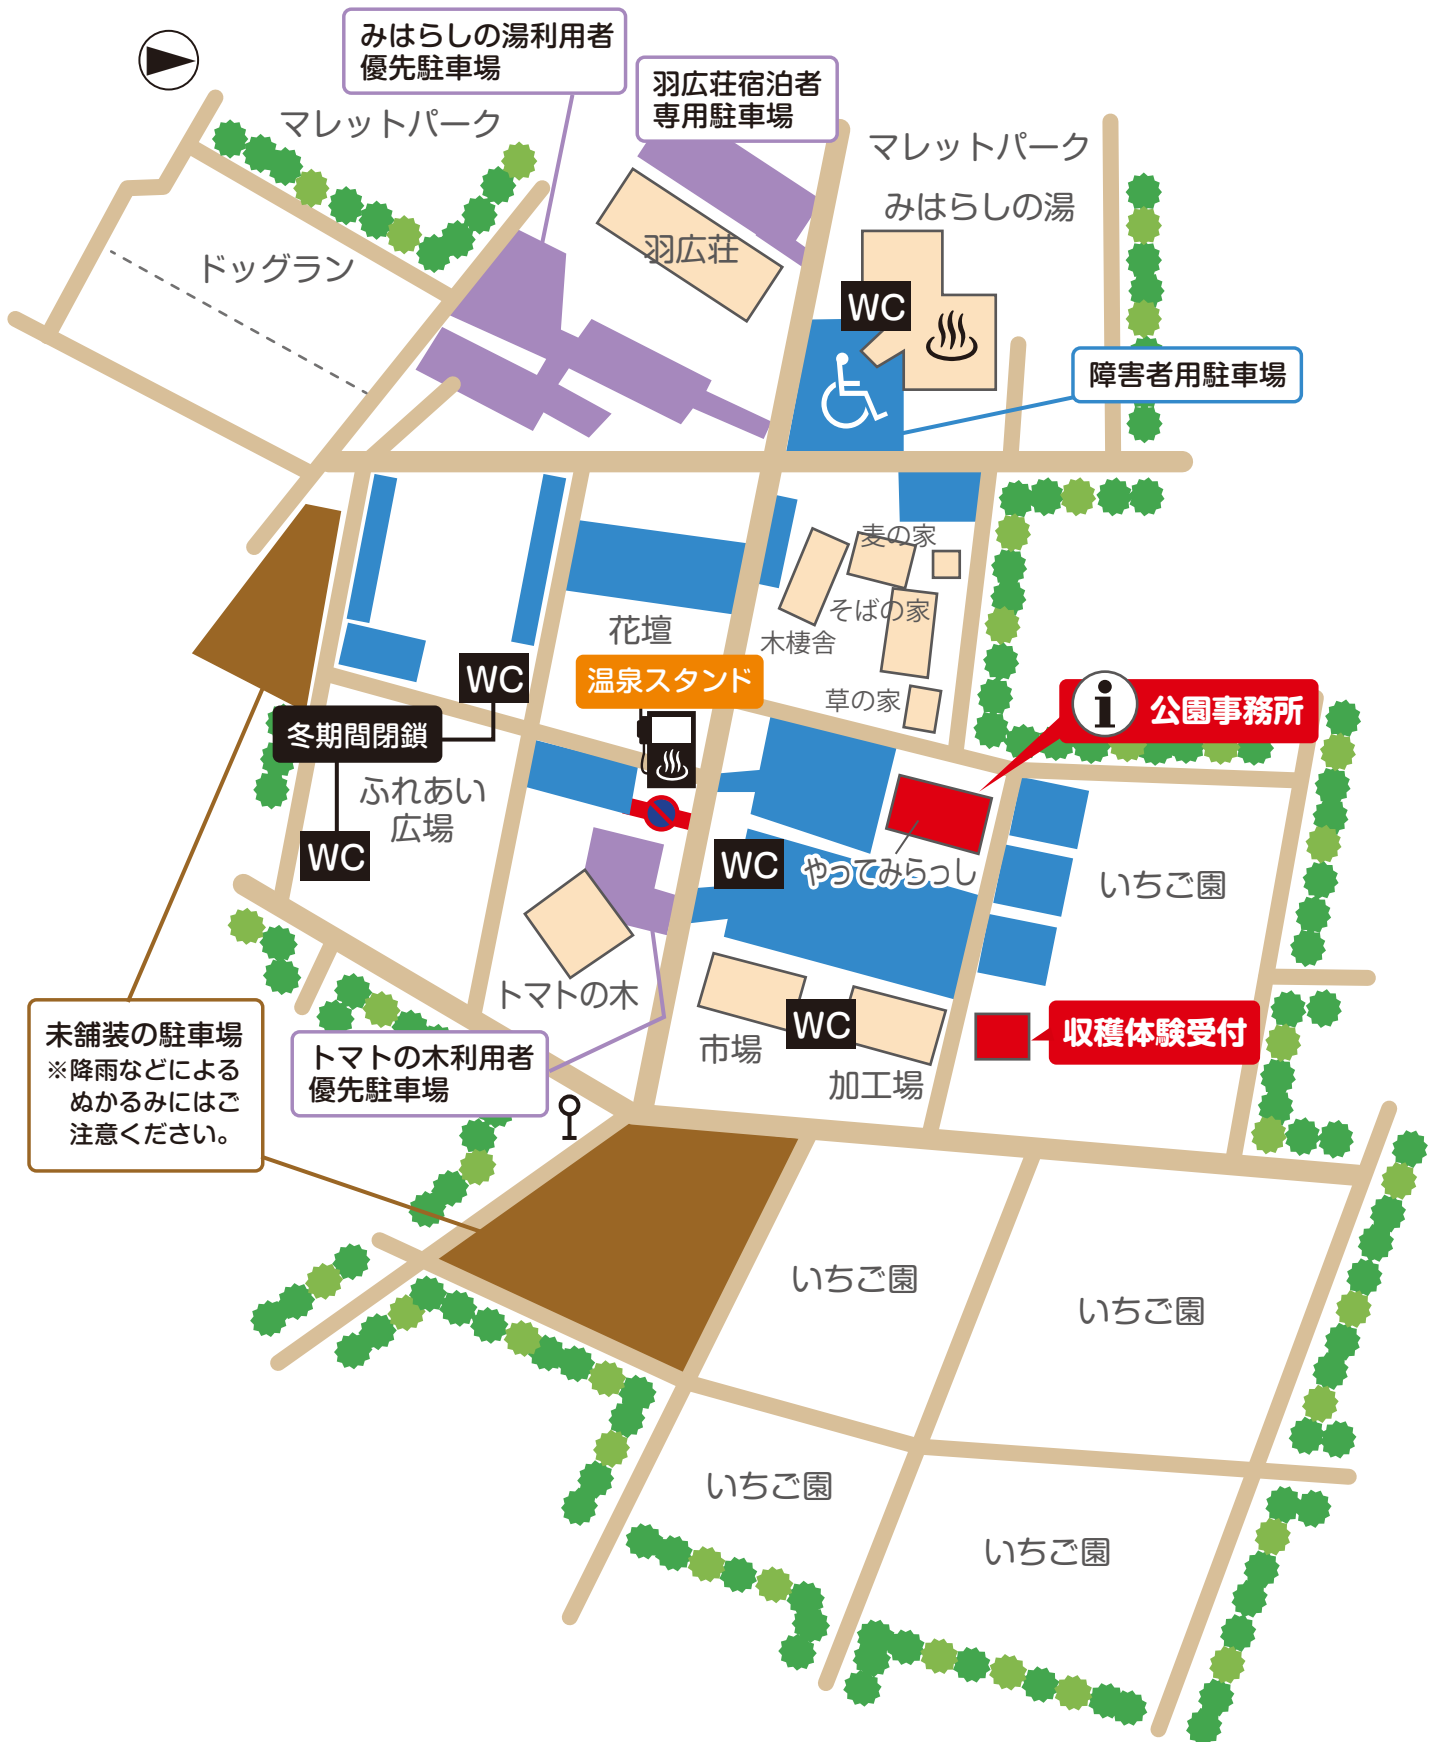 みはらしの湯利用者
優先駐車場
羽広荘宿泊者
専用駐車場
マレットパーク
マレットパーク
みはらしの湯
羽広荘
ドッグラン
WC
障害者用駐車場
麦の家
そばの家
木棲舎
花壇
草の家
WC
温泉スタンド
i
公園事務所
冬期間閉鎖
ふれあい
広場
WC
WC
やってみらっし
いちご園
トマトの木
未舗装の駐車場
※降雨などによる
ぬかるみにはご
注意ください。
トマトの木利用者
優先駐車場
市場
WC
加工場
収穫体験受付
いちご園
いちご園
いちご園
いちご園